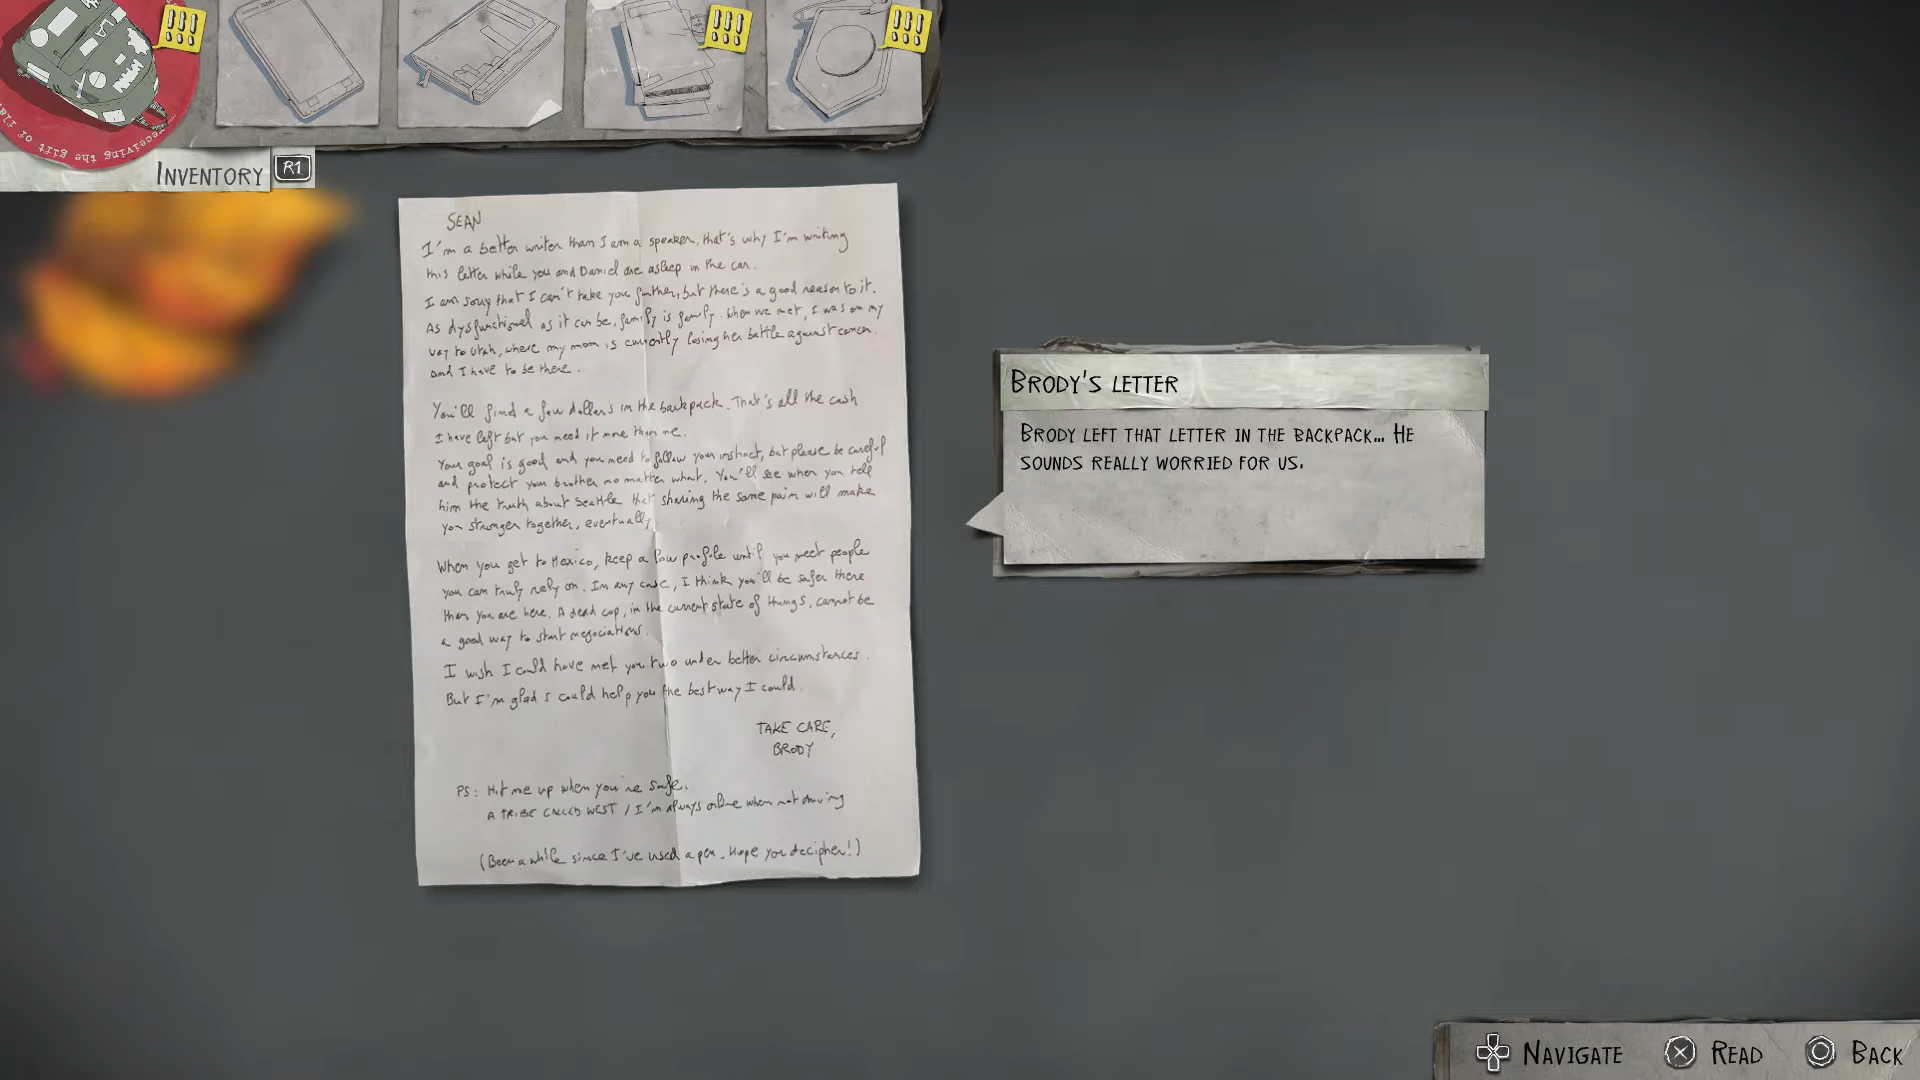 receiving the gift of flat
INVENTORY R1
SEAN
I'm a better writer than I am a speaker, that's why I'm writing
this letter while you and Daniel are asleep in the car.
I am sorry that I can't take you further, but there's a good reason to it.
As dysfunctional as it can be, family is family. When we met, I was on my
way to Utah, where my mom is currently losing her battle against cancer.
and I have to be there.
You'll find a few dollars in the backpack. That's all the cash
I have left but you need it more than me.
Your goal is good and you need to follow your instinct, but please be careful
and protect your brother no matter what. You'll see when you tell
him the truth about Seattle that sharing the same pain will make
you stronger together, eventually.
When you get to Mexico, keep a low profile until you meet people
you can truly rely on. In any case, I think you'll be safer there
than you are here. A dead cop, in the current state of things, cannot be
a good way to start negociations.
I wish I could have met you two under better circumstances.
But I'm glad I could help you the best way I could
TAKE CARE,
BRODY
PS: Hit me up when you're safe.
A TRIBE CALLED WEST / I'm always online when not driving
(Been a while since I've used a pen. Hope you decipher!)
BRODY'S LETTER
BRODY LEFT THAT LETTER IN THE BACKPACK... HE
SOUNDS REALLY WORRIED FOR US.
NAVIGATE READ BACK